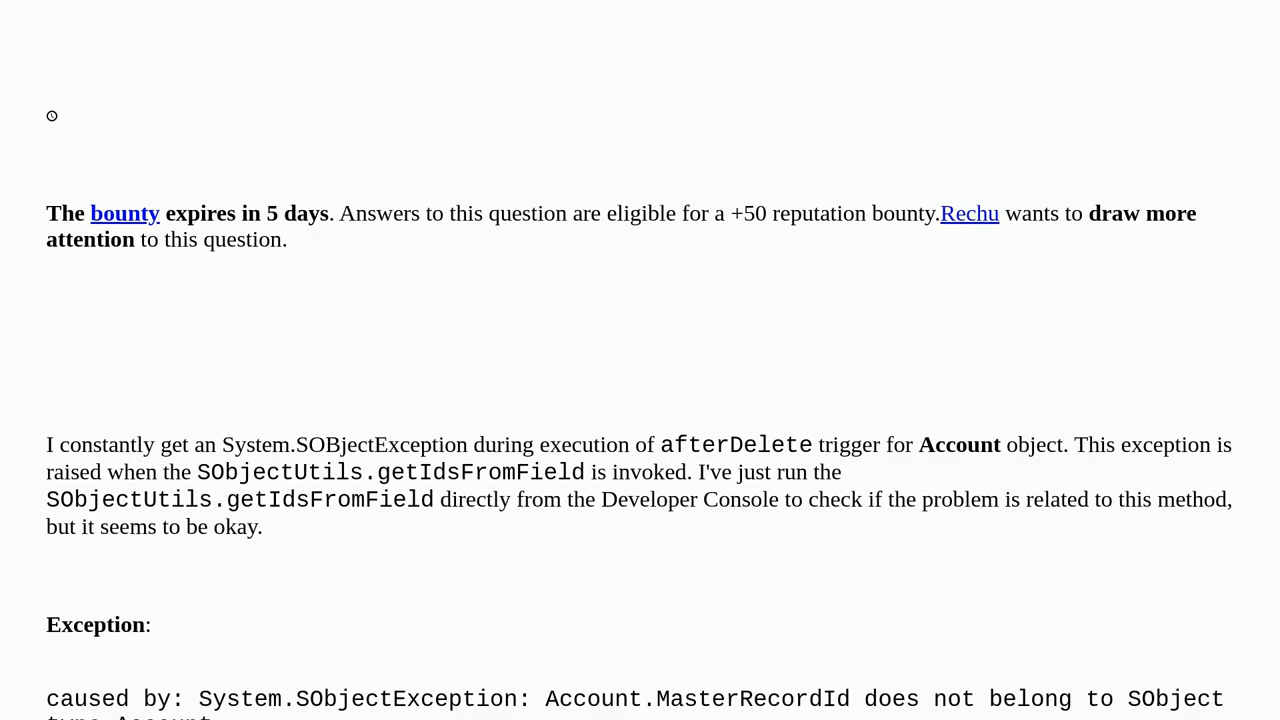 The bounty expires in 5 days. Answers to this question are eligible for a +50 reputation bounty.Rechu wants to draw more
attention to this question.
I constantly get an System.SOBjectException during execution of afterDelete trigger for Account object. This exception is
raised when the SObjectUtils.getIdsFromField is invoked. I've just run the
SObjectUtils.getIdsFromField directly from the Developer Console to check if the problem is related to this method,
but it seems to be okay.
Exception:
caused by: System.SObjectException: Account.MasterRecordId does not belong to SObject